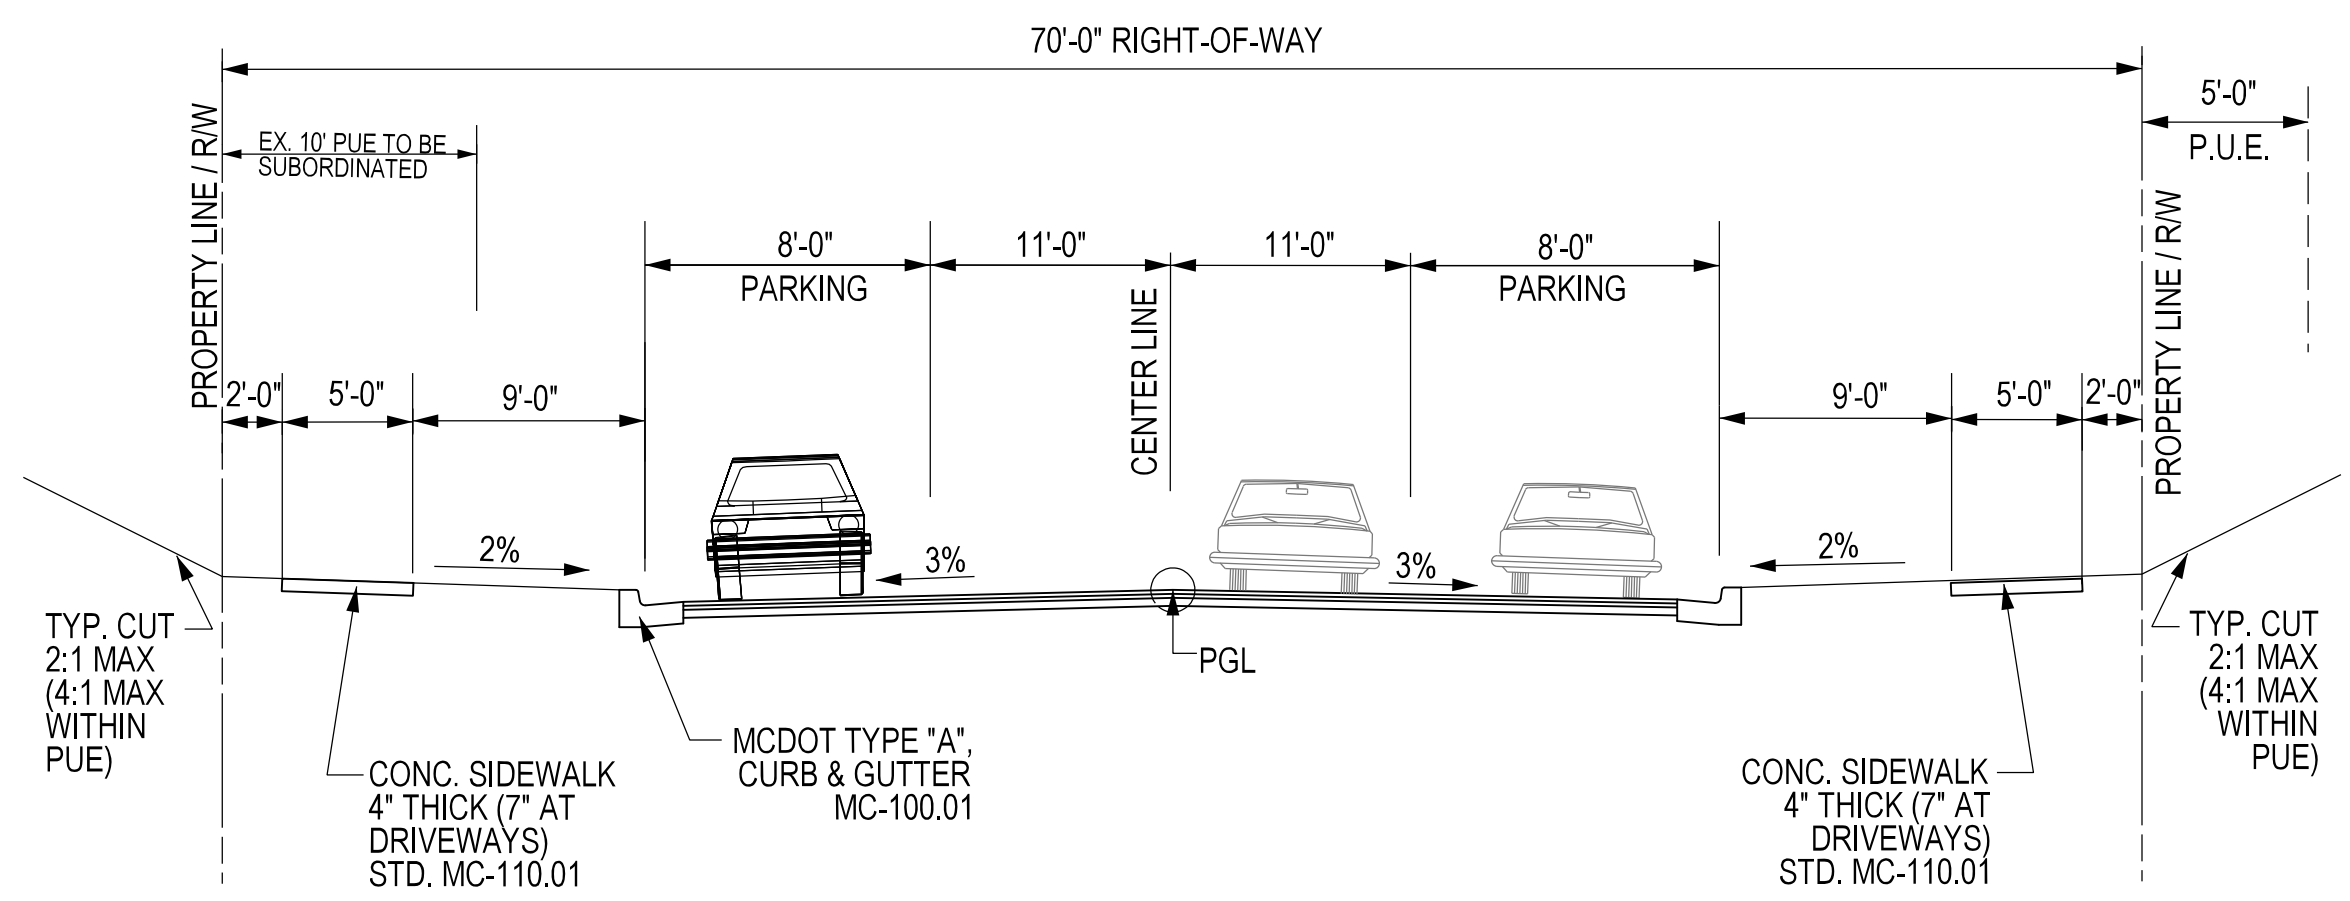 70'-0" RIGHT-OF-WAY
5'-0"
P.U.E.
PROPERTY LINE / R/W
EX. 10' PUE TO BE
SUBORDINATED
8'-0"
PARKING
11'-0"
11'-0"
8'-0"
PARKING
CENTER LINE
PROPERTY LINE / R/W
2'-0"
5'-0"
9'-0"
9'-0"
5'-0"
2'-0"
2%
3%
3%
2%
TYP. CUT
2:1 MAX
(4:1 MAX
WITHIN
PUE)
PGL
TYP. CUT
2:1 MAX
(4:1 MAX
WITHIN
PUE)
MCDOT TYPE "A",
CURB & GUTTER
MC-100.01
CONC. SIDEWALK
4" THICK (7" AT
DRIVEWAYS)
STD. MC-110.01
CONC. SIDEWALK
4" THICK (7" AT
DRIVEWAYS)
STD. MC-110.01